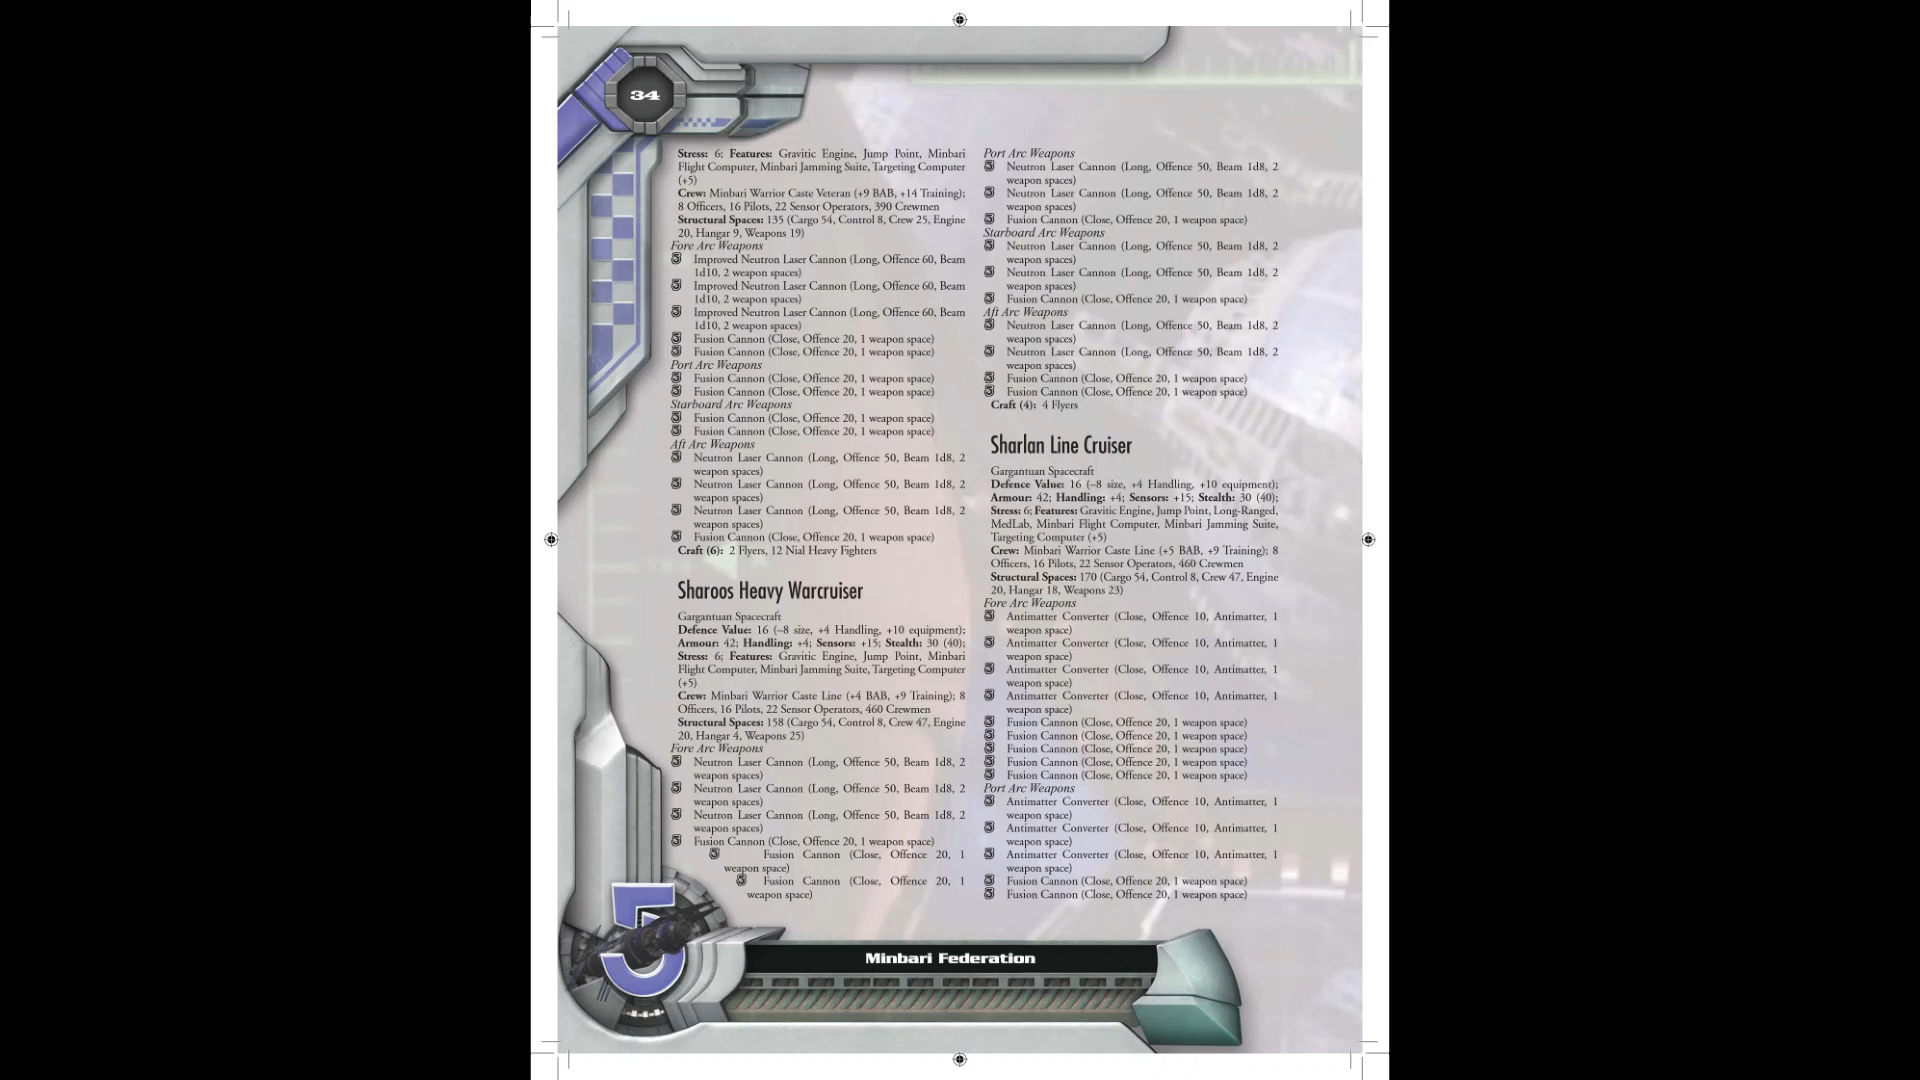 34
Stress: 6; Features: Gravitic Engine, Jump Point, Minbari
Flight Computer, Minbari Jamming Suite, Targeting Computer
(+5)
Crew: Minbari Warrior Caste Veteran (+9 BAB, +14 Training);
8 Officers, 16 Pilots, 22 Sensor Operators, 390 Crewmen
Structural Spaces: 135 (Cargo 54, Control 8, Crew 25, Engine
20, Hangar 9, Weapons 19)
Fore Arc Weapons
Improved Neutron Laser Cannon (Long, Offence 60, Beam
1d10, 2 weapon spaces)
Improved Neutron Laser Cannon (Long, Offence 60, Beam
1d10, 2 weapon spaces)
Improved Neutron Laser Cannon (Long, Offence 60, Beam
1d10, 2 weapon spaces)
Fusion Cannon (Close, Offence 20, 1 weapon space)
Fusion Cannon (Close, Offence 20, 1 weapon space)
Port Arc Weapons
Fusion Cannon (Close, Offence 20, 1 weapon space)
Fusion Cannon (Close, Offence 20, 1 weapon space)
Starboard Arc Weapons
Fusion Cannon (Close, Offence 20, 1 weapon space)
Fusion Cannon (Close, Offence 20, 1 weapon space)
Aft Arc Weapons
Neutron Laser Cannon (Long, Offence 50, Beam 1d8, 2
weapon spaces)
Neutron Laser Cannon (Long, Offence 50, Beam 1d8, 2
weapon spaces)
Neutron Laser Cannon (Long, Offence 50, Beam 1d8, 2
weapon spaces)
Fusion Cannon (Close, Offence 20, 1 weapon space)
Craft (6): 2 Flyers, 12 Nial Heavy Fighters
Sharoos Heavy Warcruiser
Gargantuan Spacecraft
Defence Value: 16 (–8 size, +4 Handling, +10 equipment);
Armour: 42; Handling: +4; Sensors: +15; Stealth: 30 (40);
Stress: 6; Features: Gravitic Engine, Jump Point, Minbari
Flight Computer, Minbari Jamming Suite, Targeting Computer
(+5)
Crew: Minbari Warrior Caste Line (+4 BAB, +9 Training); 8
Officers, 16 Pilots, 22 Sensor Operators, 460 Crewmen
Structural Spaces: 158 (Cargo 54, Control 8, Crew 47, Engine
20, Hangar 4, Weapons 25)
Fore Arc Weapons
Neutron Laser Cannon (Long, Offence 50, Beam 1d8, 2
weapon spaces)
Neutron Laser Cannon (Long, Offence 50, Beam 1d8, 2
weapon spaces)
Neutron Laser Cannon (Long, Offence 50, Beam 1d8, 2
weapon spaces)
Fusion Cannon (Close, Offence 20, 1 weapon space)
Fusion Cannon (Close, Offence 20, 1
weapon space)
Fusion Cannon (Close, Offence 20, 1
weapon space)
Port Arc Weapons
Neutron Laser Cannon (Long, Offence 50, Beam 1d8, 2
weapon spaces)
Neutron Laser Cannon (Long, Offence 50, Beam 1d8, 2
weapon spaces)
Fusion Cannon (Close, Offence 20, 1 weapon space)
Starboard Arc Weapons
Neutron Laser Cannon (Long, Offence 50, Beam 1d8, 2
weapon spaces)
Neutron Laser Cannon (Long, Offence 50, Beam 1d8, 2
weapon spaces)
Fusion Cannon (Close, Offence 20, 1 weapon space)
Aft Arc Weapons
Neutron Laser Cannon (Long, Offence 50, Beam 1d8, 2
weapon spaces)
Neutron Laser Cannon (Long, Offence 50, Beam 1d8, 2
weapon spaces)
Fusion Cannon (Close, Offence 20, 1 weapon space)
Fusion Cannon (Close, Offence 20, 1 weapon space)
Craft (4): 4 Flyers
Sharlan Line Cruiser
Gargantuan Spacecraft
Defence Value: 16 (–8 size, +4 Handling, +10 equipment);
Armour: 42; Handling: +4; Sensors: +15; Stealth: 30 (40);
Stress: 6; Features: Gravitic Engine, Jump Point, Long-Ranged,
MedLab, Minbari Flight Computer, Minbari Jamming Suite,
Targeting Computer (+5)
Crew: Minbari Warrior Caste Line (+5 BAB, +9 Training); 8
Officers, 16 Pilots, 22 Sensor Operators, 460 Crewmen
Structural Spaces: 170 (Cargo 54, Control 8, Crew 47, Engine
20, Hangar 18, Weapons 23)
Fore Arc Weapons
Antimatter Converter (Close, Offence 10, Antimatter, 1
weapon space)
Antimatter Converter (Close, Offence 10, Antimatter, 1
weapon space)
Antimatter Converter (Close, Offence 10, Antimatter, 1
weapon space)
Antimatter Converter (Close, Offence 10, Antimatter, 1
weapon space)
Fusion Cannon (Close, Offence 20, 1 weapon space)
Fusion Cannon (Close, Offence 20, 1 weapon space)
Fusion Cannon (Close, Offence 20, 1 weapon space)
Fusion Cannon (Close, Offence 20, 1 weapon space)
Fusion Cannon (Close, Offence 20, 1 weapon space)
Port Arc Weapons
Antimatter Converter (Close, Offence 10, Antimatter, 1
weapon space)
Antimatter Converter (Close, Offence 10, Antimatter, 1
weapon space)
Antimatter Converter (Close, Offence 10, Antimatter, 1
weapon space)
Fusion Cannon (Close, Offence 20, 1 weapon space)
Fusion Cannon (Close, Offence 20, 1 weapon space)
5
Minbari Federation